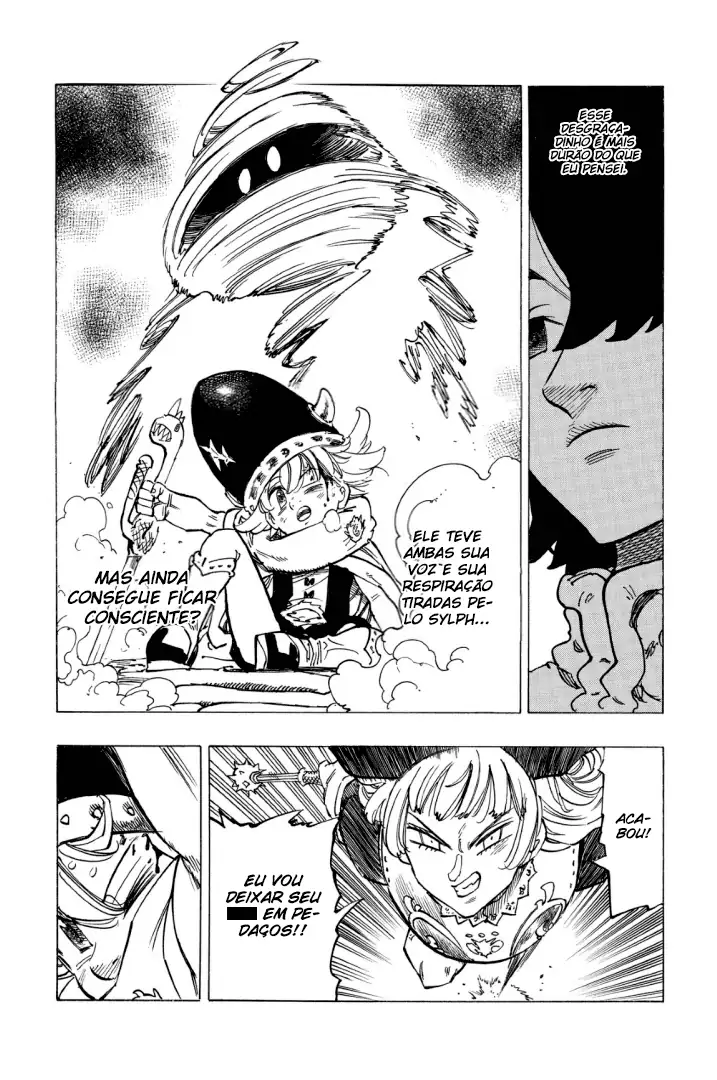 ESSE
DESGRAÇA-
DINHO É MAIS
DURÃO DO QUE
EU PENSEI.
ELE TEVE
AMBAS SUA
VOZ E SUA
RESPIRAÇÃO
TIRADAS PE-
LO SYLPH...
MAS AINDA
CONSEGUE FICAR
CONSCIENTE?
ACA-
BOU!
EU VOU
DEIXAR SEU
EM PE-
DAÇOS!!